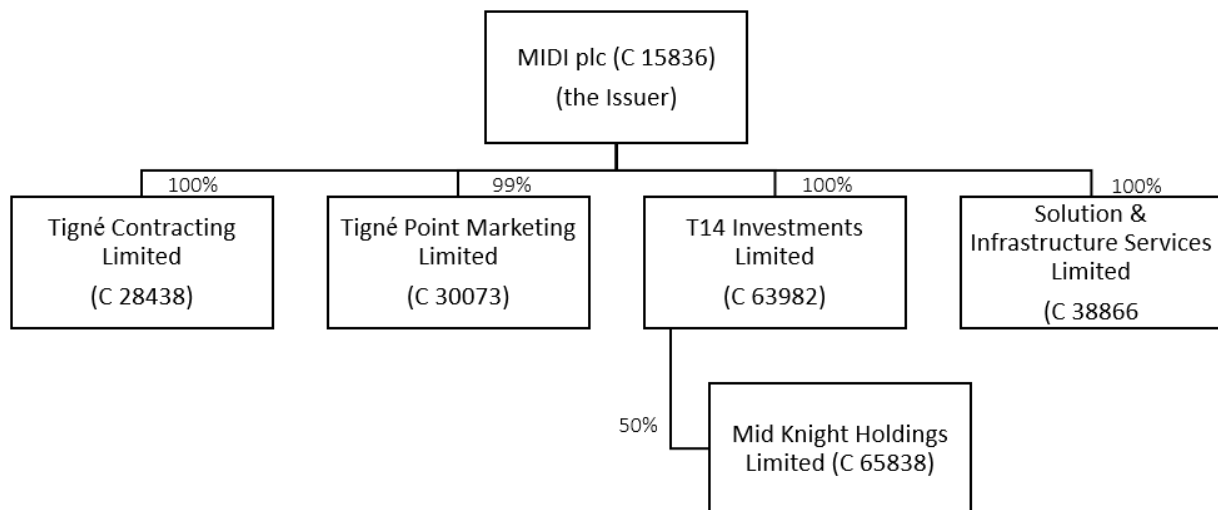 MIDI plc (C 15836)
(the Issuer)
100%
99%
100%
100%
Tigné Contracting
Limited
(C 28438)
Tigné Point Marketing
Limited
(C 30073)
T14 Investments
Limited
(C 63982)
Solution &
Infrastructure Services
Limited
(C 38866
50%
Mid Knight Holdings
Limited (C 65838)